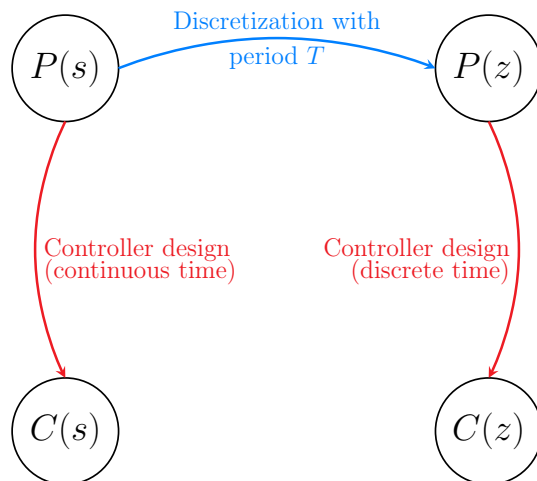 Discretization with
period T
P(s)
P(z)
Controller design
(continuous time)
Controller design
(discrete time)
C(s)
C(z)